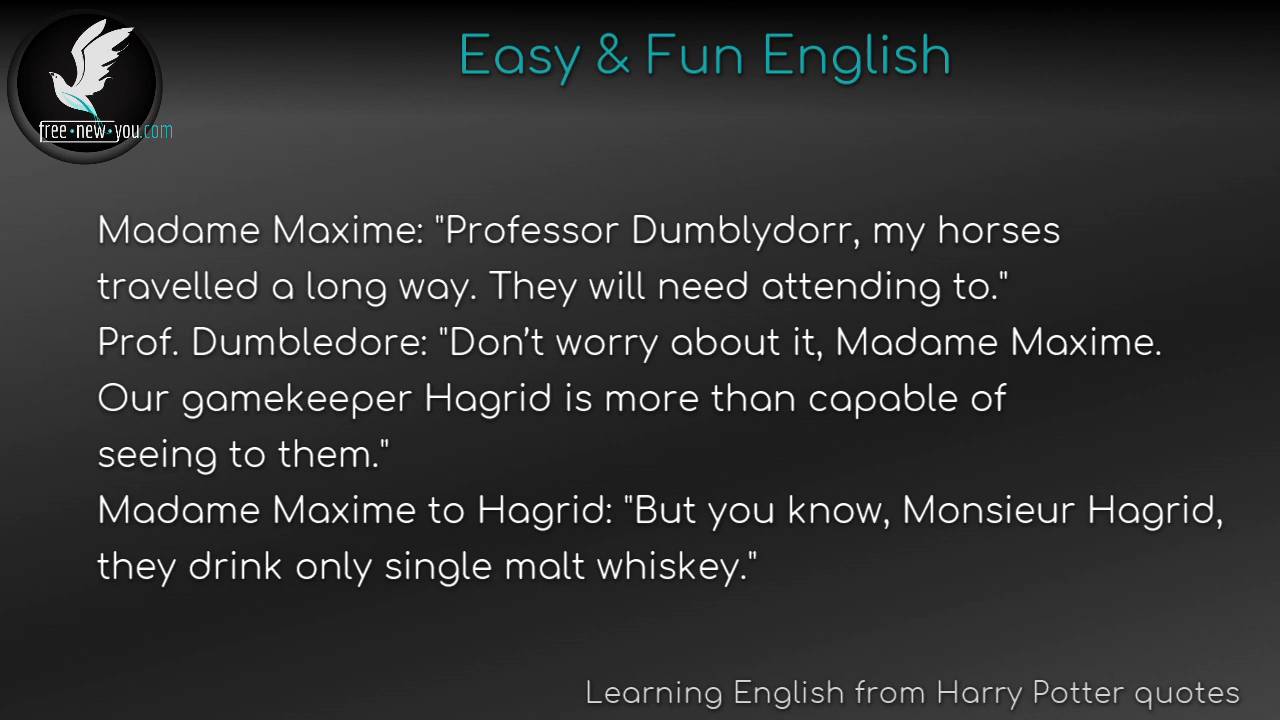 Easy & Fun English
free•new•you.com
Madame Maxime: "Professor Dumblydorr, my horses
travelled a long way. They will need attending to."
Prof. Dumbledore: "Don’t worry about it, Madame Maxime.
Our gamekeeper Hagrid is more than capable of
seeing to them."
Madame Maxime to Hagrid: "But you know, Monsieur Hagrid,
they drink only single malt whiskey."
Learning English from Harry Potter quotes